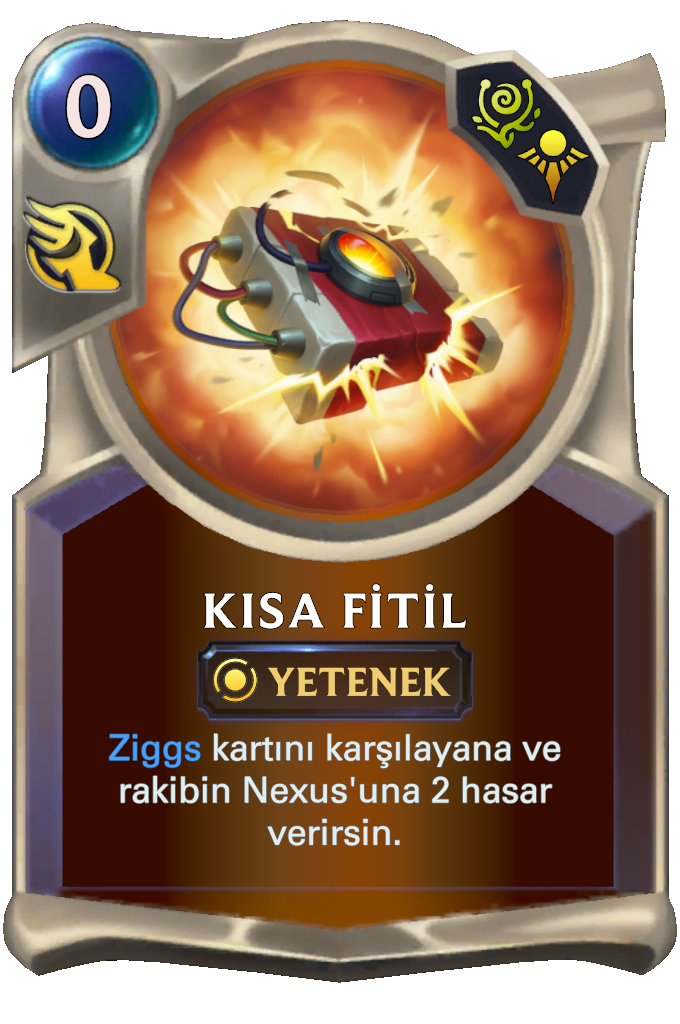 0
KISA FİTİL
YETENEK
Ziggs kartını karşılayana ve
rakibin Nexus'una 2 hasar
verirsin.